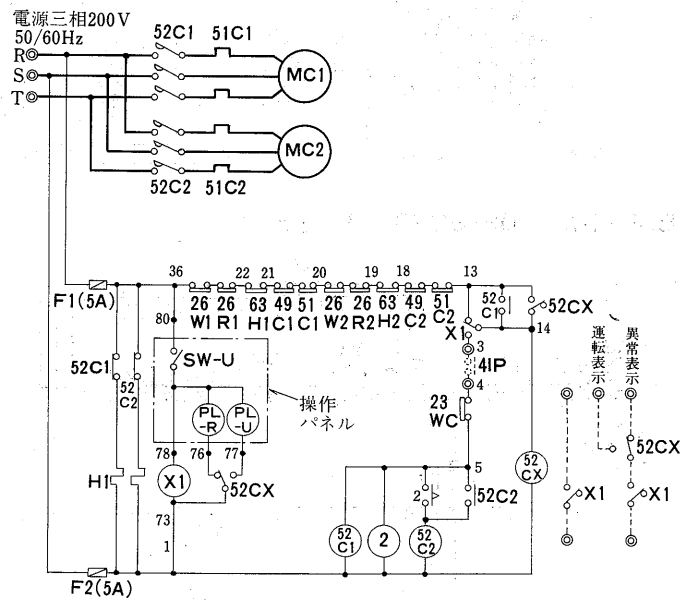 電源三相200V
50/60Hz
R
S
T
52C1
51C1
MC1
MC2
52C2
51C2
F1(5A)
36
22
21
20
19
18
13
26
W1
26
R1
63
H1
49
C1
51
C1
26
W2
26
R2
63
H2
49
C2
51
C2
52
C1
52CX
14
X1
3
41P
4
23
WC
80
SW-U
操作
パネル
PL
-R
PL
-U
78
76
77
X1
52CX
73
1
52C1
52
C2
H1
5
2
52C2
52
C1
2
52
C2
52
CX
運転表示
異常表示
52CX
X1
X1
F2(5A)